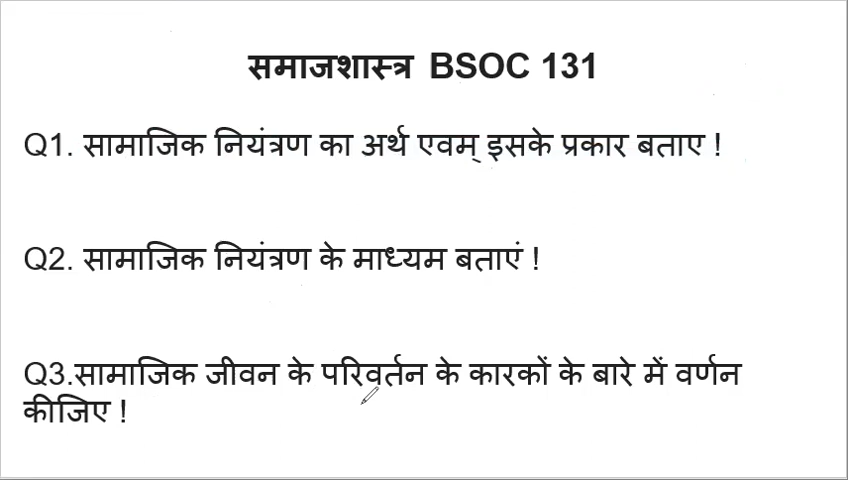 समाजशास्त्र BSOC 131
Q1. सामाजिक नियंत्रण का अर्थ एवम् इसके प्रकार बताए !
Q2. सामाजिक नियंत्रण के माध्यम बताएं !
Q3.सामाजिक जीवन के परिवर्तन के कारकों के बारे में वर्णन
कीजिए !